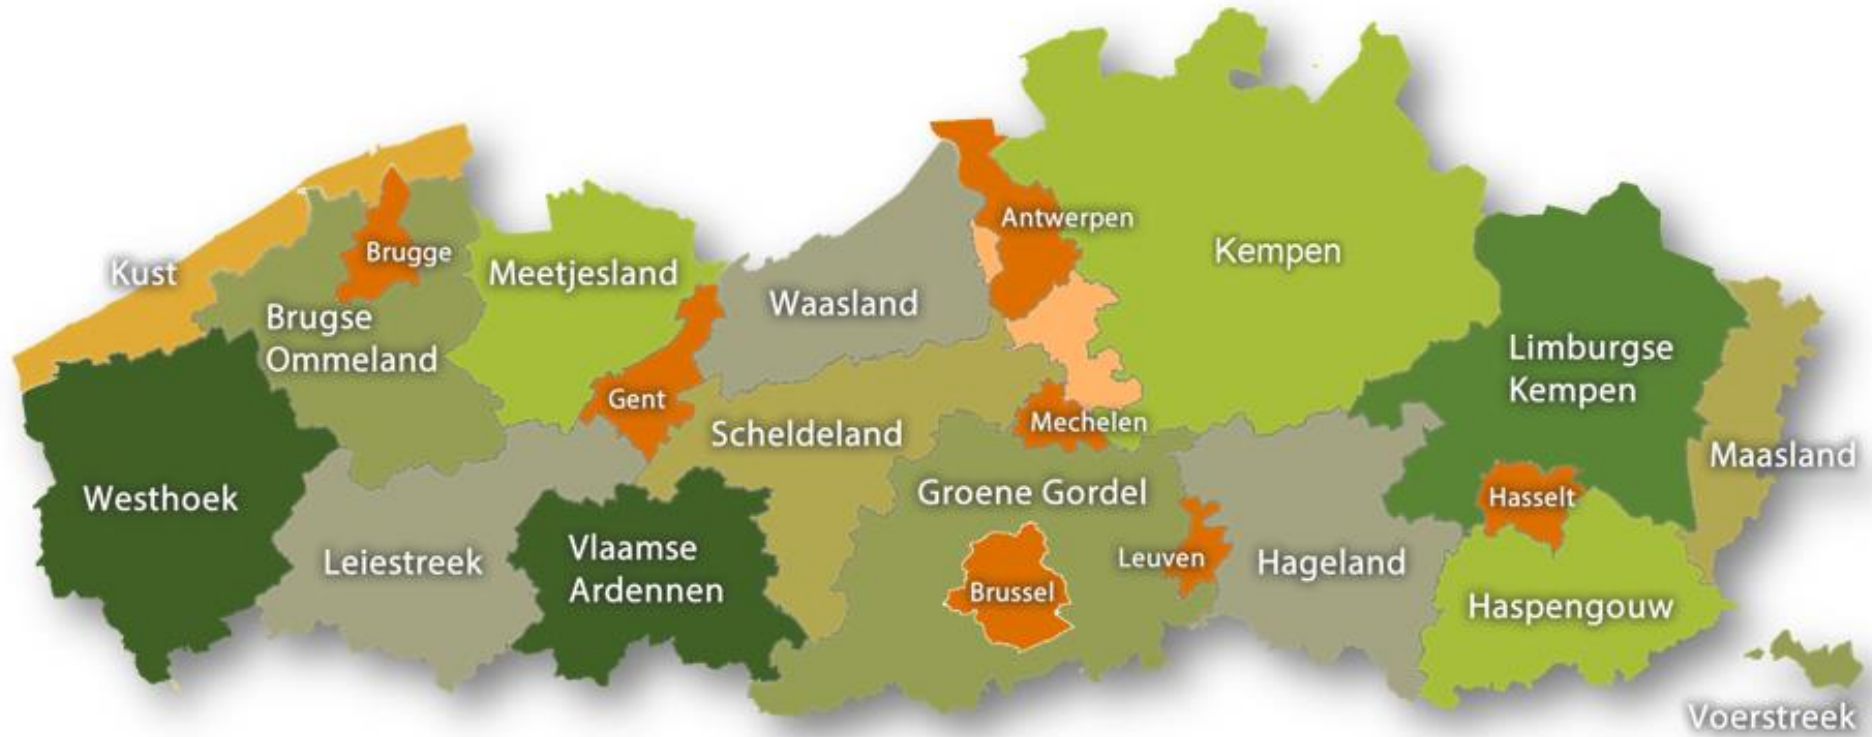 Kust
Brugge
Brugse
Ommeland
Meetjesland
Waasland
Antwerpen
Kempen
Limburgse
Kempen
Gent
Scheldeland
Mechelen
Maasland
Westhoek
Groene Gordel
Hasselt
Leiestreek
Vlaamse
Ardennen
Brussel
Leuven
Hageland
Haspengouw
Voerstreek